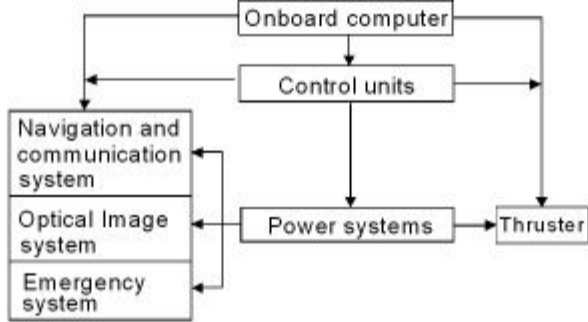 Onboard computer
Control units
Navigation and
communication
system
Optical Image
system
Power systems
Thruster
Emergency
system